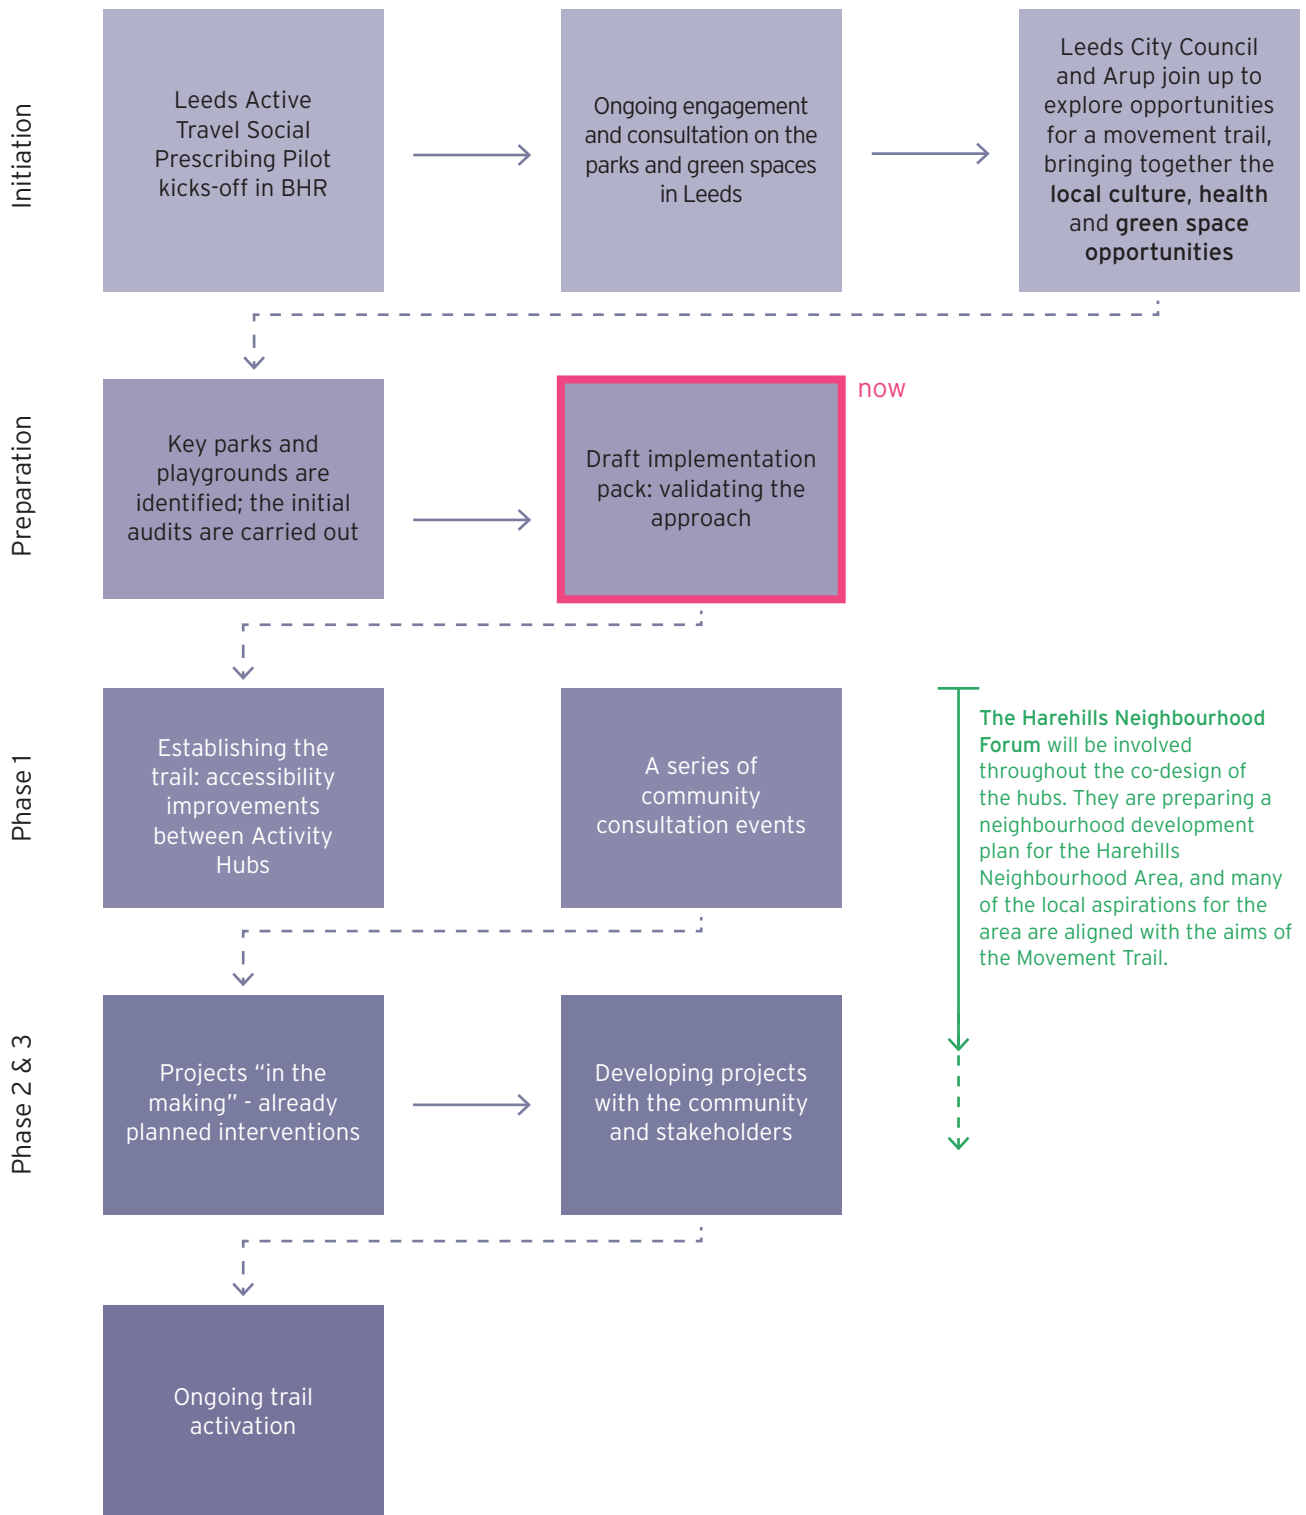 Initiation
Leeds Active
Travel Social
Prescribing Pilot
kicks-off in BHR
Ongoing engagement
and consultation on the
parks and green spaces
in Leeds
Leeds City Council
and Arup join up to
explore opportunities
for a movement trail,
bringing together the
local culture, health
and green space
opportunities
Preparation
Key parks and
playgrounds are
identified; the initial
audits are carried out
Draft implementation
pack: validating the
approach
now
Phase 1
Establishing the
trail: accessibility
improvements
between Activity
Hubs
A series of
community
consultation events
The Harehills Neighbourhood
Forum will be involved
throughout the co-design of
the hubs. They are preparing a
neighbourhood development
plan for the Harehills
Neighbourhood Area, and many
of the local aspirations for the
area are aligned with the aims of
the Movement Trail.
Phase 2 & 3
Projects “in the
making” - already
planned interventions
Developing projects
with the community
and stakeholders
Ongoing trail
activation